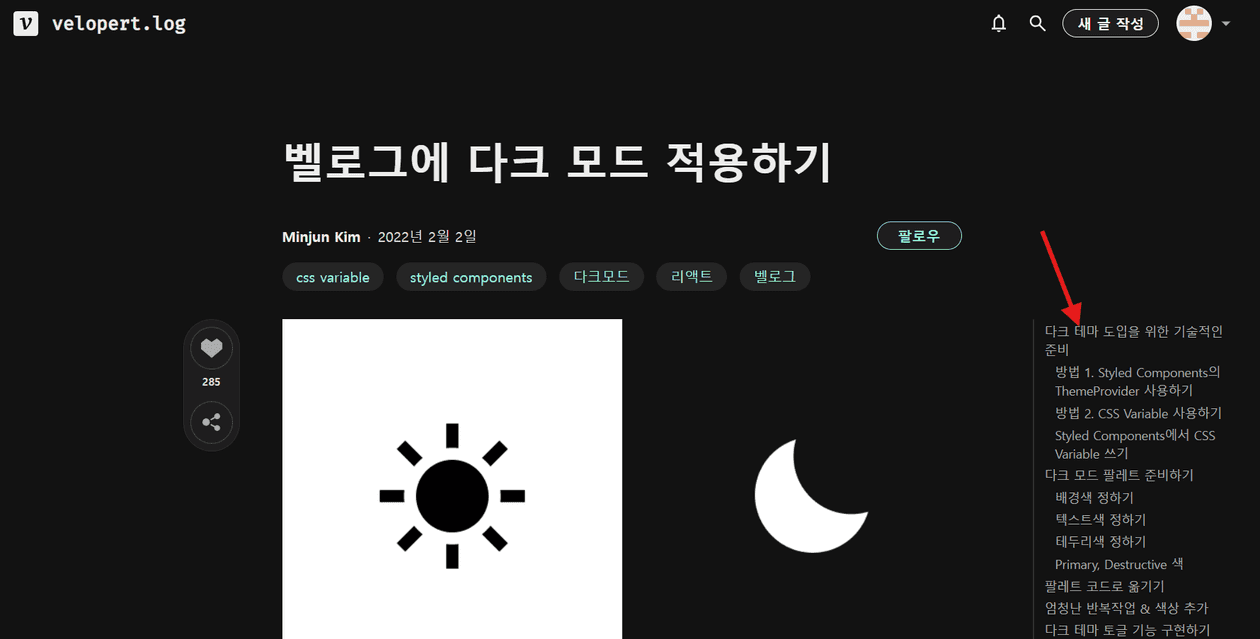 v velopert.log
새 글 작성
벨로그에 다크 모드 적용하기
Minjun Kim · 2022년 2월 2일
팔로우
css variable styled components 다크모드 리액트 벨로그
285
다크 테마 도입을 위한 기술적인
준비
방법 1. Styled Components의
ThemeProvider 사용하기
방법 2. CSS Variable 사용하기
Styled Components에서 CSS
Variable 쓰기
다크 모드 팔레트 준비하기
배경색 정하기
텍스트색 정하기
테두리색 정하기
Primary, Destructive 색
팔레트 코드로 옮기기
엄청난 반복작업 & 색상 추가
다크 테마 토글 기능 구현하기